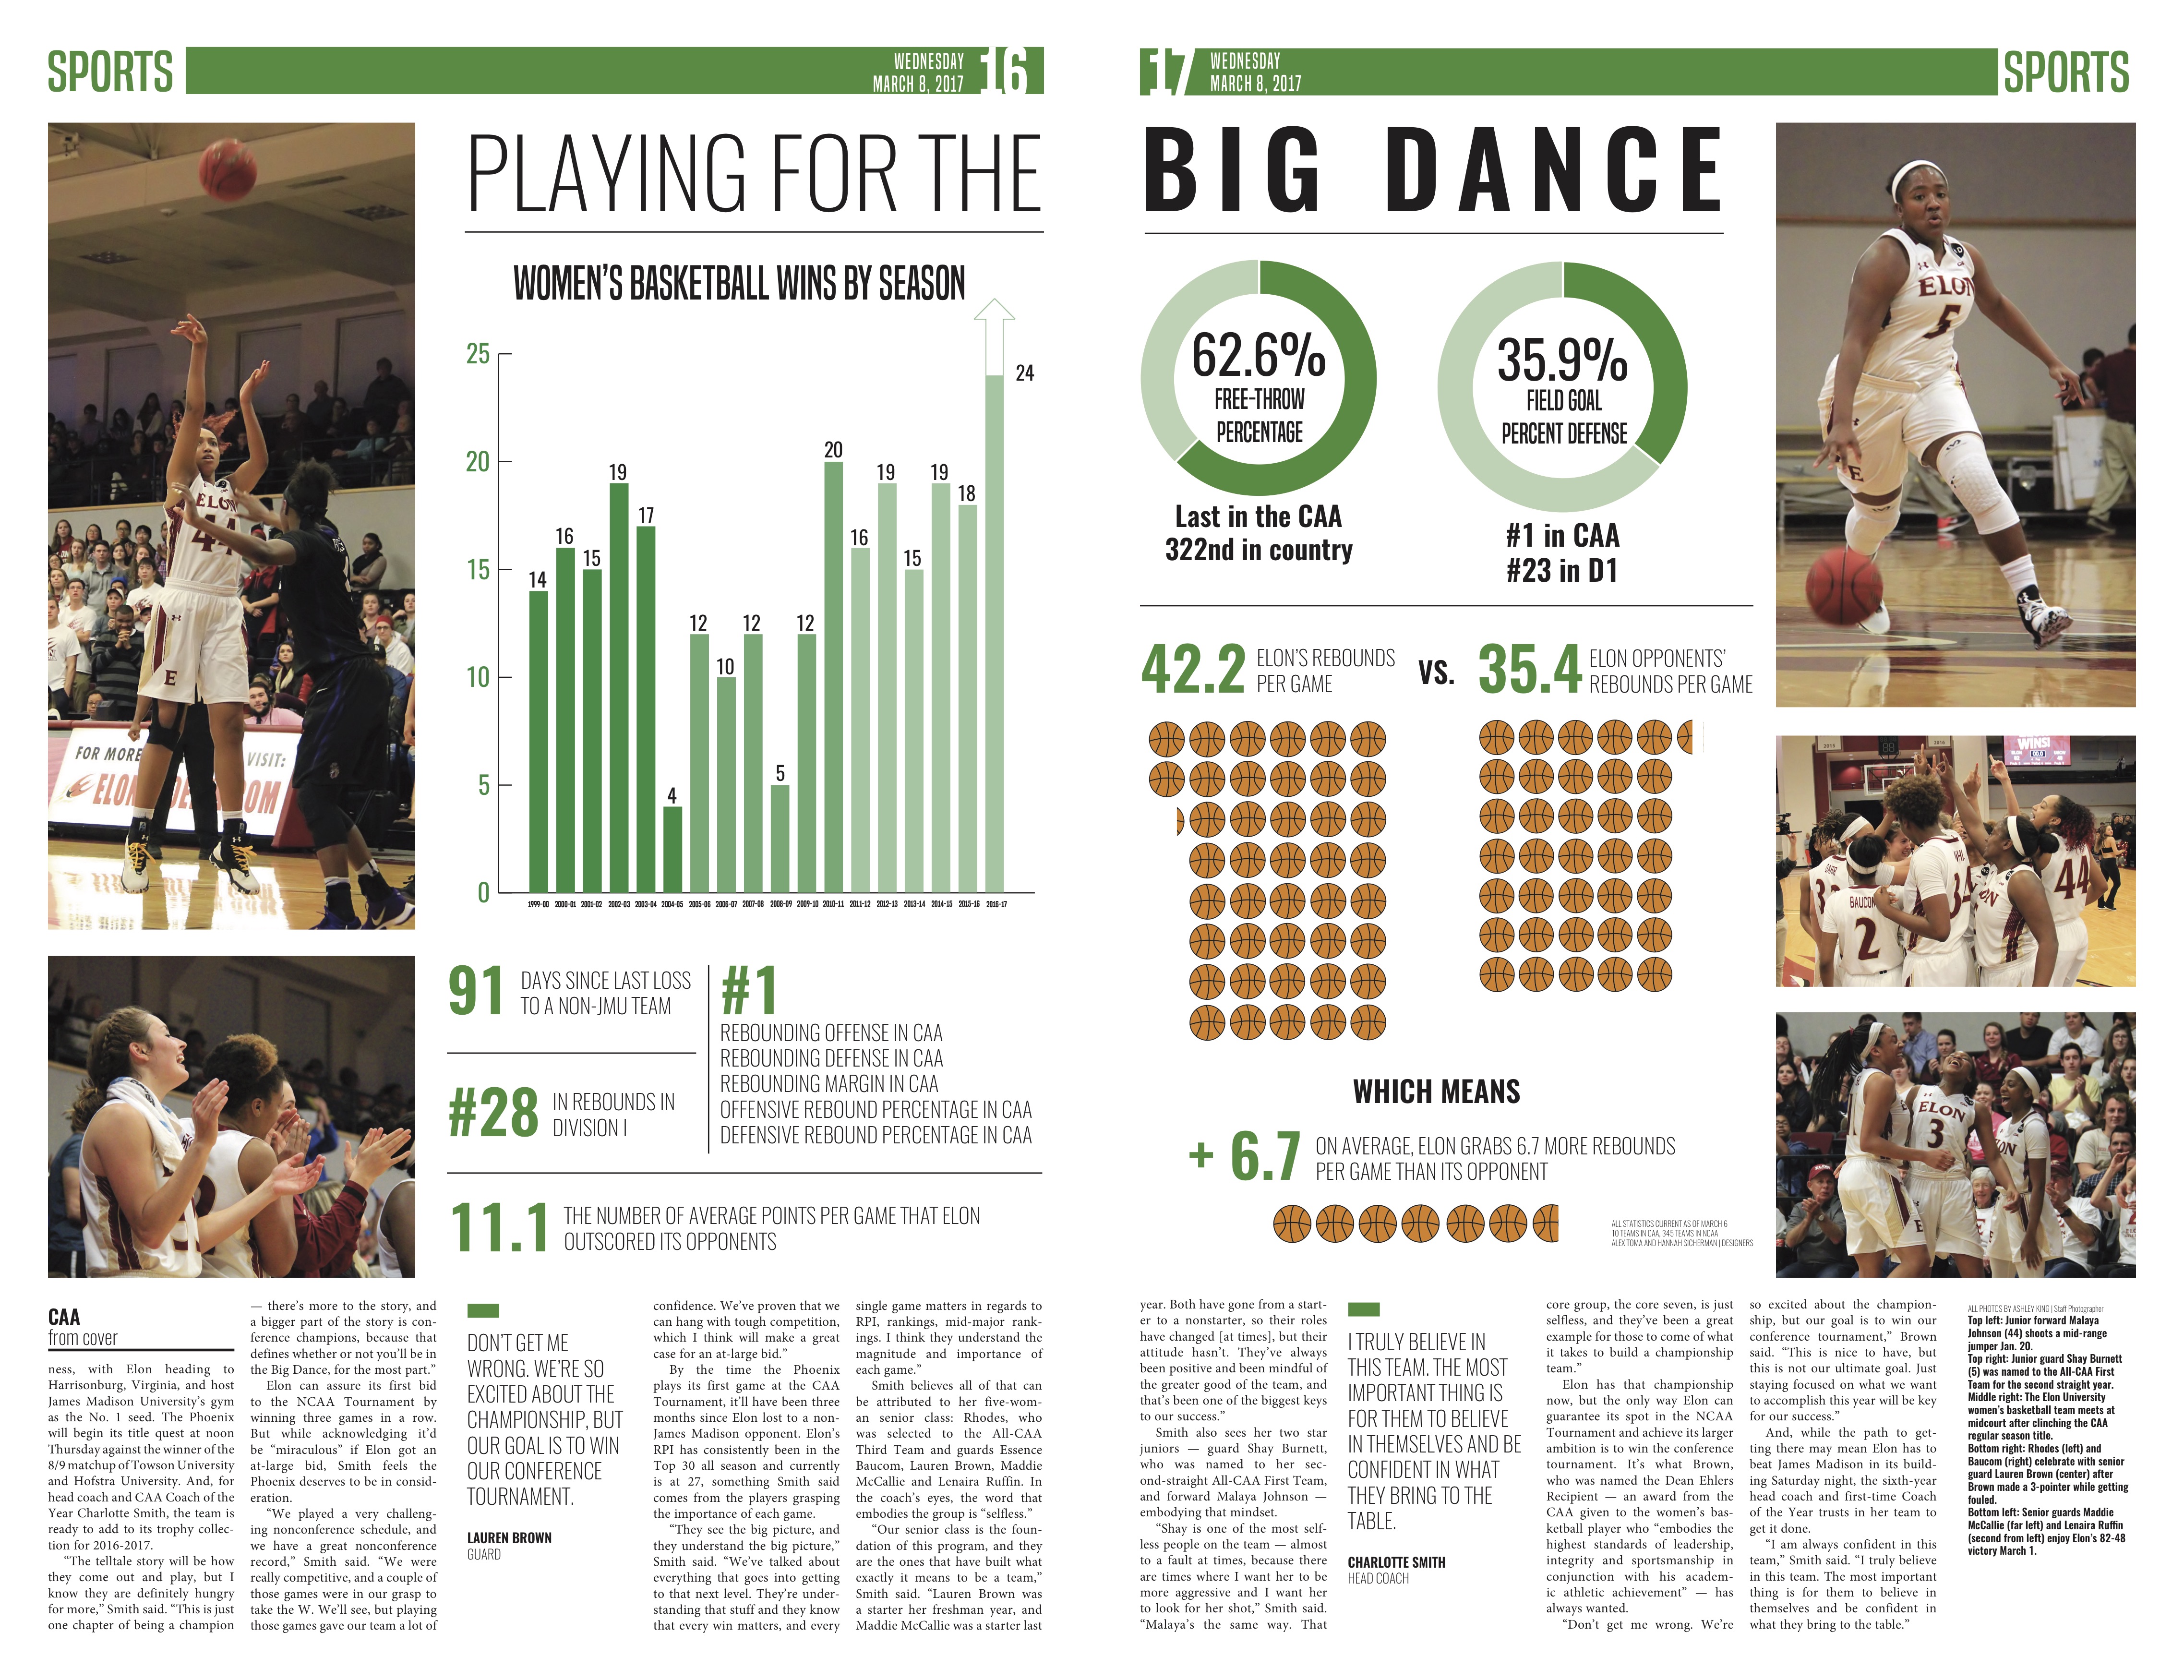 SPORTS
WEDNESDAY
MARCH 8, 2017
16
PLAYING FOR THE
WOMEN'S BASKETBALL WINS BY SEASON
25
20
15
10
5
0
14
16
15
19
17
4
12
10
12
5
12
20
16
19
15
19
18
24
1999-00 2000-01 2001-02 2002-03 2003-04 2004-05 2005-06 2006-07 2007-08 2008-09 2009-10 2010-11 2011-12 2012-13 2013-14 2014-15 2015-16 2016-17
ELON
44
E
FOR MORE
VISIT:
91
DAYS SINCE LAST LOSS
TO A NON-JMU TEAM
#28
IN REBOUNDS IN
DIVISION I
#1
REBOUNDING OFFENSE IN CAA
REBOUNDING DEFENSE IN CAA
REBOUNDING MARGIN IN CAA
OFFENSIVE REBOUND PERCENTAGE IN CAA
DEFENSIVE REBOUND PERCENTAGE IN CAA
11.1
THE NUMBER OF AVERAGE POINTS PER GAME THAT ELON
OUTSCORED ITS OPPONENTS
CAA
from cover
ness, with Elon heading to
Harrisonburg, Virginia, and host
James Madison University's gym
as the No. 1 seed. The Phoenix
will begin its title quest at noon
Thursday against the winner of the
8/9 matchup of Towson University
and Hofstra University. And, for
head coach and CAA Coach of the
Year Charlotte Smith, the team is
ready to add to its trophy collec-
tion for 2016-2017.
"The telltale story will be how
they come out and play, but I
know they are definitely hungry
for more," Smith said. "This is just
one chapter of being a champion
— there's more to the story, and
a bigger part of the story is con-
ference champions, because that
defines whether or not you'll be in
the Big Dance, for the most part."
Elon can assure its first bid
to the NCAA Tournament by
winning three games in a row.
But while acknowledging it'd
be "miraculous" if Elon got an
at-large bid, Smith feels the
Phoenix deserves to be in consid-
eration.
"We played a very challeng-
ing nonconference schedule, and
we have a great nonconference
record," Smith said. "We were
really competitive, and a couple of
those games were in our grasp to
take the W. We'll see, but playing
those games gave our team a lot of
DON'T GET ME
WRONG. WE'RE SO
EXCITED ABOUT THE
CHAMPIONSHIP, BUT
OUR GOAL IS TO WIN
OUR CONFERENCE
TOURNAMENT.
LAUREN BROWN
GUARD
confidence. We've proven that we
can hang with tough competition,
which I think will make a great
case for an at-large bid."
By the time the Phoenix
plays its first game at the CAA
Tournament, it'll have been three
months since Elon lost to a non-
James Madison opponent. Elon's
RPI has consistently been in the
Top 30 all season and currently
is at 27, something Smith said
comes from the players grasping
the importance of each game.
"They see the big picture, and
they understand the big picture,"
Smith said. "We've talked about
everything that goes into getting
to that next level. They're under-
standing that stuff and they know
that every win matters, and every
single game matters in regards to
RPI, rankings, mid-major rank-
ings. I think they understand the
magnitude and importance of
each game."
Smith believes all of that can
be attributed to her five-wom-
an senior class: Rhodes, who
was selected to the All-CAA
Third Team and guards Essence
Baucom, Lauren Brown, Maddie
McCallie and Lenaira Ruffin. In
the coach's eyes, the word that
embodies the group is "selfless."
"Our senior class is the foun-
dation of this program, and they
are the ones that have built what
exactly it means to be a team,"
Smith said. "Lauren Brown was
a starter her freshman year, and
Maddie McCallie was a starter last
17
WEDNESDAY
MARCH 8, 2017
SPORTS
BIG DANCE
62.6%
FREE-THROW
PERCENTAGE
Last in the CAA
322nd in country
35.9%
FIELD GOAL
PERCENT DEFENSE
#1 in CAA
#23 in D1
42.2
ELON'S REBOUNDS
PER GAME
VS.
35.4
ELON OPPONENTS'
REBOUNDS PER GAME
WHICH MEANS
+ 6.7
ON AVERAGE, ELON GRABS 6.7 MORE REBOUNDS
PER GAME THAN ITS OPPONENT
ALL STATISTICS CURRENT AS OF MARCH 6
10 TEAMS IN CAA, 345 TEAMS IN NCAA
ALEX TOMA AND HANNAH SICHERMAN | DESIGNERS
ELON
5
E
WINS!
BAUCOM
2
44
ELON
3
year. Both have gone from a start-
er to a nonstarter, so their roles
have changed [at times], but their
attitude hasn't. They've always
been positive and been mindful of
the greater good of the team, and
that's been one of the biggest keys
to our success."
Smith also sees her two star
juniors — guard Shay Burnett,
who was named to her sec-
ond-straight All-CAA First Team,
and forward Malaya Johnson —
embodying that mindset.
"Shay is one of the most self-
less people on the team — almost
to a fault at times, because there
are times where I want her to be
more aggressive and I want her
to look for her shot," Smith said.
"Malaya's the same way. That
I TRULY BELIEVE IN
THIS TEAM. THE MOST
IMPORTANT THING IS
FOR THEM TO BELIEVE
IN THEMSELVES AND BE
CONFIDENT IN WHAT
THEY BRING TO THE
TABLE.
CHARLOTTE SMITH
HEAD COACH
core group, the core seven, is just
selfless, and they've been a great
example for those to come of what
it takes to build a championship
team."
Elon has that championship
now, but the only way Elon can
guarantee its spot in the NCAA
Tournament and achieve its larger
ambition is to win the conference
tournament. It's what Brown,
who was named the Dean Ehlers
Recipient — an award from the
CAA given to the women's bas-
ketball player who "embodies the
highest standards of leadership,
integrity and sportsmanship in
conjunction with his academ-
ic athletic achievement" — has
always wanted.
"Don't get me wrong. We're
so excited about the champion-
ship, but our goal is to win our
conference tournament," Brown
said. "This is nice to have, but
this is not our ultimate goal. Just
staying focused on what we want
to accomplish this year will be key
for our success."
And, while the path to get-
ting there may mean Elon has to
beat James Madison in its build-
ing Saturday night, the sixth-year
head coach and first-time Coach
of the Year trusts in her team to
get it done.
"I am always confident in this
team," Smith said. "I truly believe
in this team. The most important
thing is for them to believe in
themselves and be confident in
what they bring to the table."
ALL PHOTOS BY ASHLEY KING | Staff Photographer
Top left: Junior forward Malaya
Johnson (44) shoots a mid-range
jumper Jan. 20.
Top right: Junior guard Shay Burnett
(5) was named to the All-CAA First
Team for the second straight year.
Middle right: The Elon University
women's basketball team meets at
midcourt after clinching the CAA
regular season title.
Bottom right: Rhodes (left) and
Baucom (right) celebrate with senior
guard Lauren Brown (center) after
Brown made a 3-pointer while getting
fouled.
Bottom left: Senior guards Maddie
McCallie (far left) and Lenaira Ruffin
(second from left) enjoy Elon's 82-48
victory March 1.